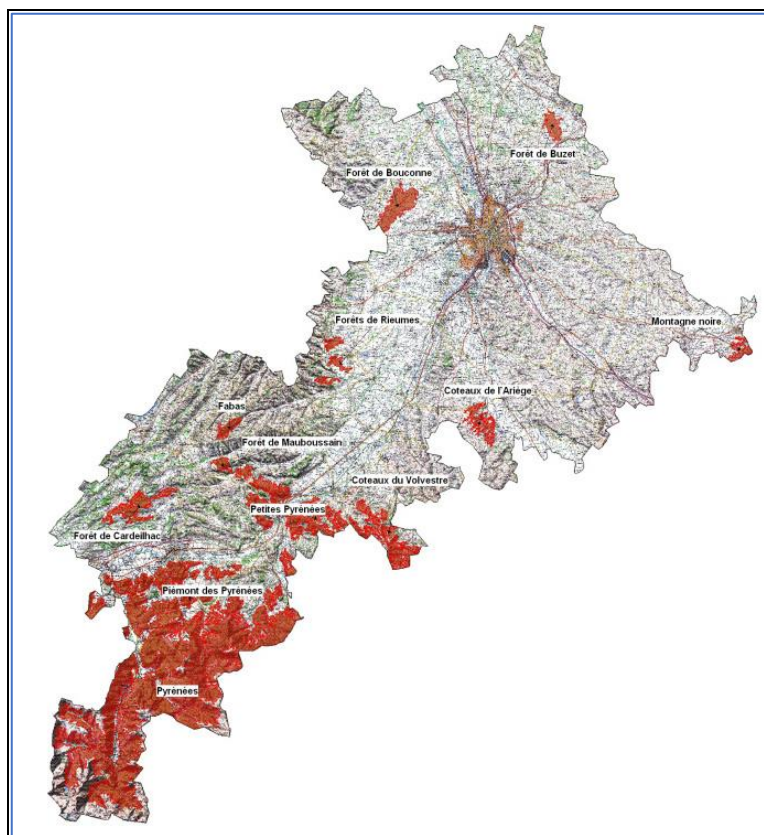 Forêt de Buzet
Forêt de Bouconne
Forêts de Rieumes
Montagne noire
Coteaux de l'Ariège
Fabas
Forêt de Mauboussain
Coteaux du Volvestre
Petites Pyrénées
Forêt de Cardeilhac
Piémont des Pyrénées
Pyrénées